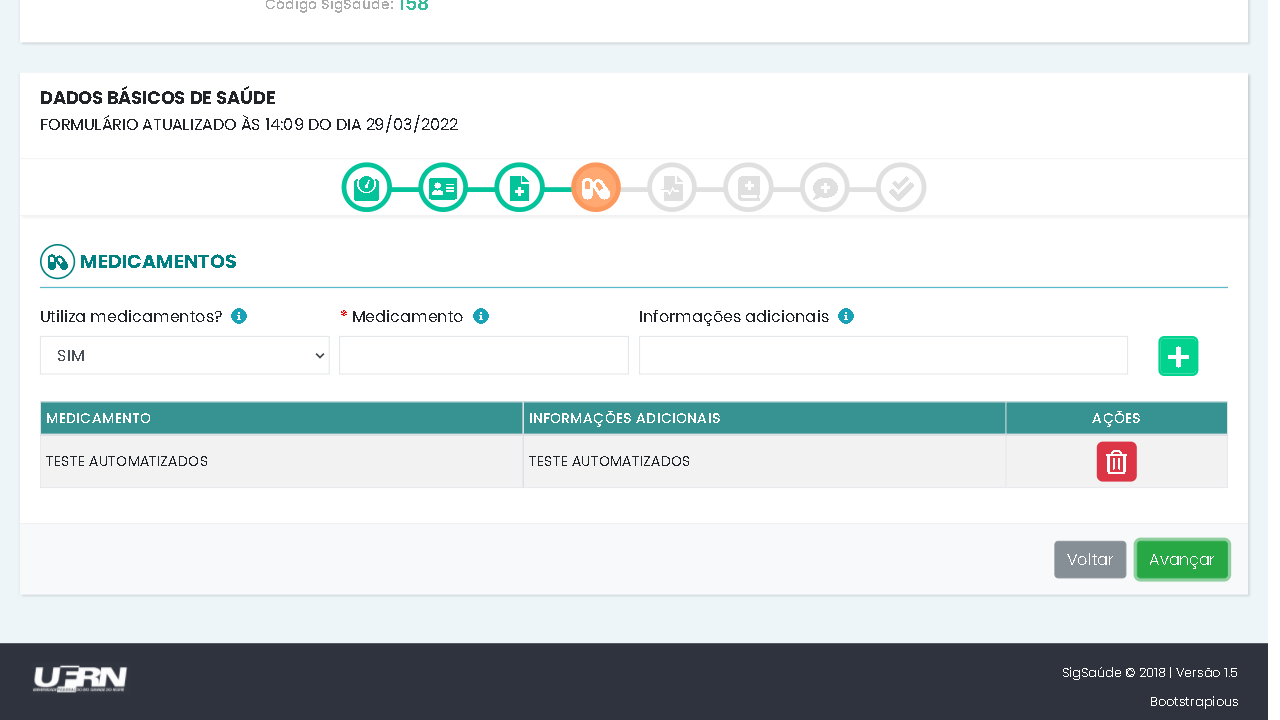 Código SigSaúde: 158
DADOS BÁSICOS DE SAÚDE
FORMULÁRIO ATUALIZADO ÀS 14:09 DO DIA 29/03/2022
MEDICAMENTOS
Utiliza medicamentos? * Medicamento Informações adicionais
SIM
MEDICAMENTO INFORMAÇÕES ADICIONAIS AÇÕES
TESTE AUTOMATIZADOS TESTE AUTOMATIZADOS
Voltar Avançar
UFRN
SigSaúde © 2018 | Versão 1.5
Bootstrapious